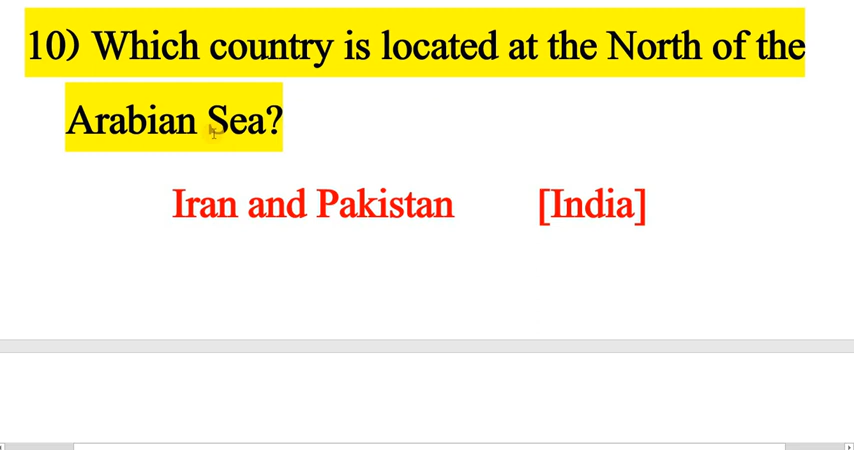 10) Which country is located at the North of the
Arabian Sea?
Iran and Pakistan [India]